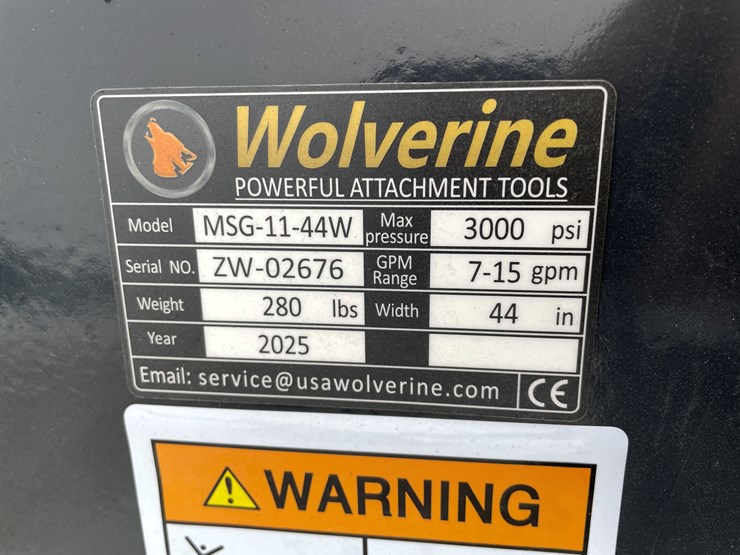 Wolverine
POWERFUL ATTACHMENT TOOLS
Model MSG-11-44W Max pressure 3000 psi
Serial NO. ZW-02676 GPM Range 7-15 gpm
Weight 280 lbs Width 44 in
Year 2025
Email: service@usawolverine.com CE
WARNING